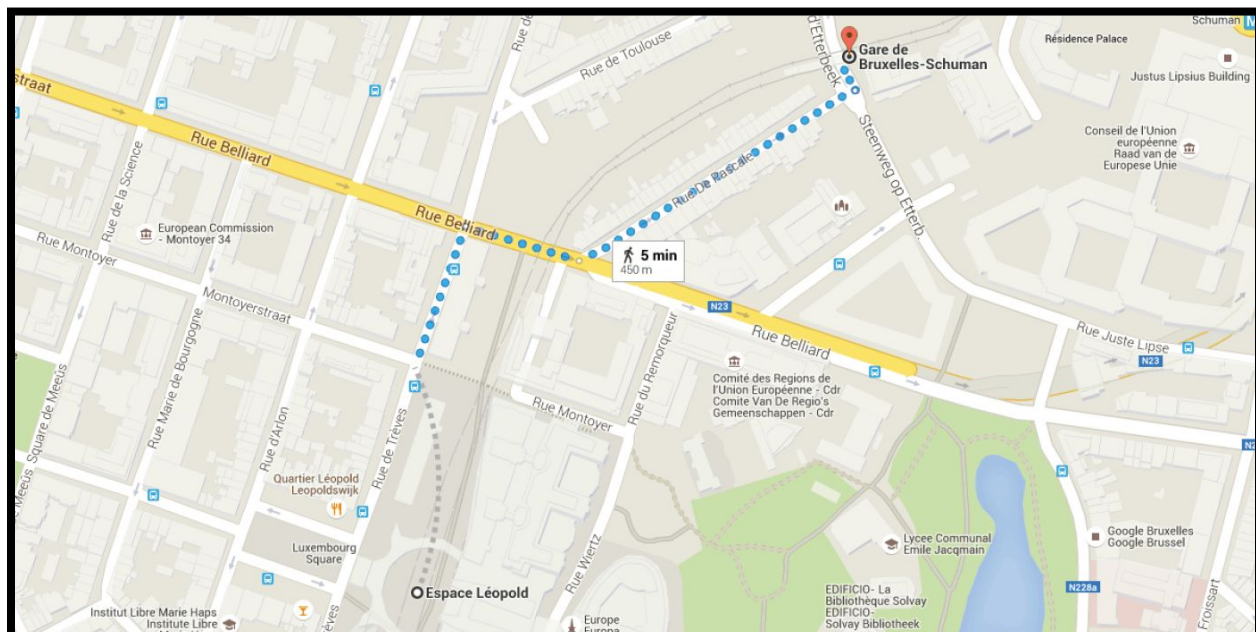 Schuman M
Résidence Palace
Justus Lipsius Building
Gare de
Bruxelles-Schuman
d'Etterbeek
Rue de
Rue de Toulouse
straat
Rue Belliard
Rue de la Science
Steenweg op Etterb.
Conseil de l'Union
européenne
Raad van de
Europese Unie
Rue De Pascale
Rue Belliard
European Commission
- Montoyer 34
Rue Montoyer
5 min
450 m
Montoyerstraat
N23
Rue Belliard
Rue Juste Lipse
N23
Rue Marie de Bourgogne
Square de Meeûs
Meeûs
Rue d'Arlon
Rue de Trèves
Rue du Remorqueur
Comité des Regions de
l'Union Européenne - Cdr
Comite Van De Regio's
Gemeenschappen - Cdr
Rue Montoyer
Quartier Léopold
Leopoldswijk
Luxembourg
Square
Rue Wiertz
Lycee Communal
Emile Jacqmain
Google Bruxelles
Google Brussel
Espace Léopold
EDIFICIO- La
Bibliothèque Solvay
EDIFICIO-
Solvay Bibliotheek
N228a
Froissart
Institut Libre Marie Haps
Institute Libre
Europe
Europa